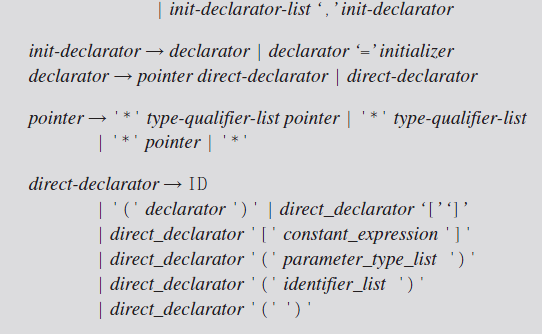 | init-declarator-list ‘,’ init-declarator
init-declarator → declarator | declarator ‘=’ initializer
declarator → pointer direct-declarator | direct-declarator
pointer → '*' type-qualifier-list pointer | '*' type-qualifier-list
| '*' pointer | '*'
direct-declarator → ID
| '(' declarator ')' | direct_declarator ‘[’‘]’
| direct_declarator '[' constant_expression ']'
| direct_declarator '(' parameter_type_list ')'
| direct_declarator '(' identifier_list ')'
| direct_declarator '(' ')'